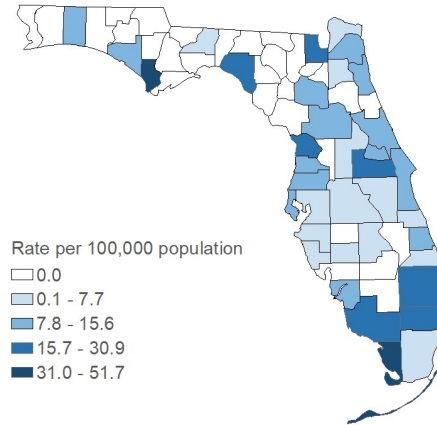 Rate per 100,000 population
0.0
0.1 - 7.7
7.8 - 15.6
15.7 - 30.9
31.0 - 51.7